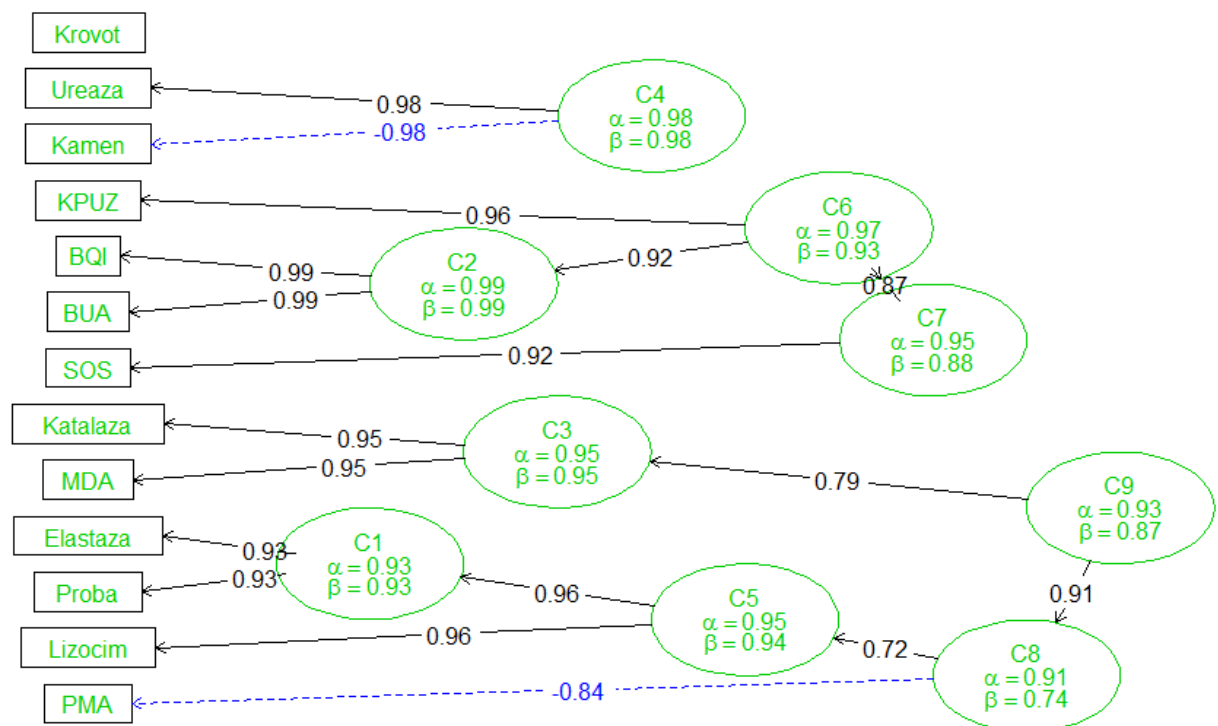 Krovot
Ureaza
Kamen
KPUZ
BQI
BUA
SOS
Katalaza
MDA
Elastaza
Proba
Lizocim
PMA
0.98
-0.98
C4
α = 0.98
β = 0.98
0.96
C6
α = 0.97
β = 0.93
0.92
0.99
0.99
C2
α = 0.99
β = 0.99
0.87
C7
α = 0.95
β = 0.88
0.92
0.95
0.95
C3
α = 0.95
β = 0.95
0.79
C9
α = 0.93
β = 0.87
0.93
0.93
C1
α = 0.93
β = 0.93
0.96
0.96
C5
α = 0.95
β = 0.94
0.91
0.72
C8
α = 0.91
β = 0.74
-0.84